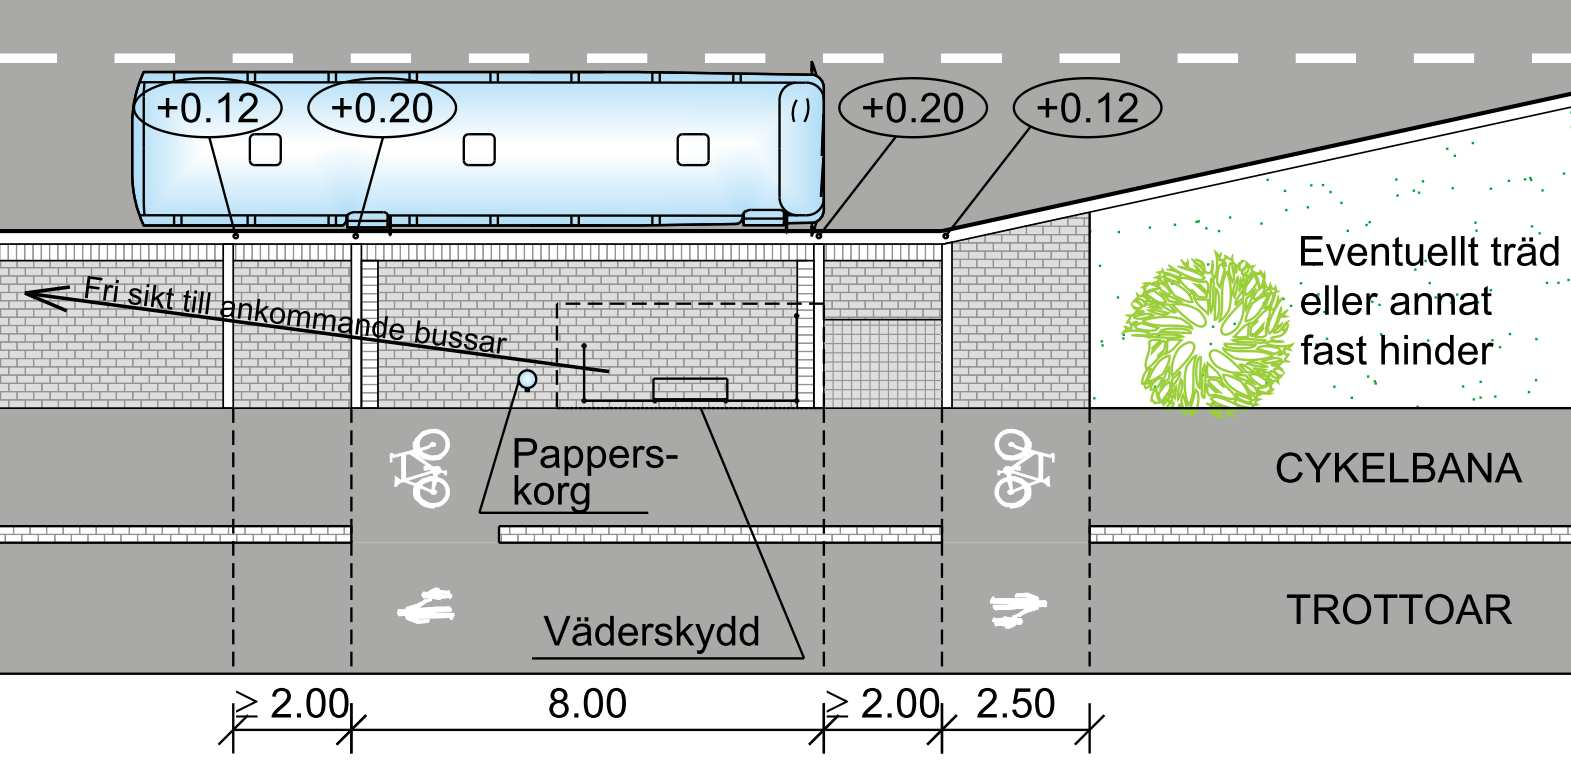 +0.12
+0.20
+0.20
+0.12
Eventuellt träd
eller annat
fast hinder
Fri sikt till ankommande bussar
Pappers-
korg
CYKELBANA
Väderskydd
TROTTOAR
≥ 2.00
8.00
≥ 2.00
2.50